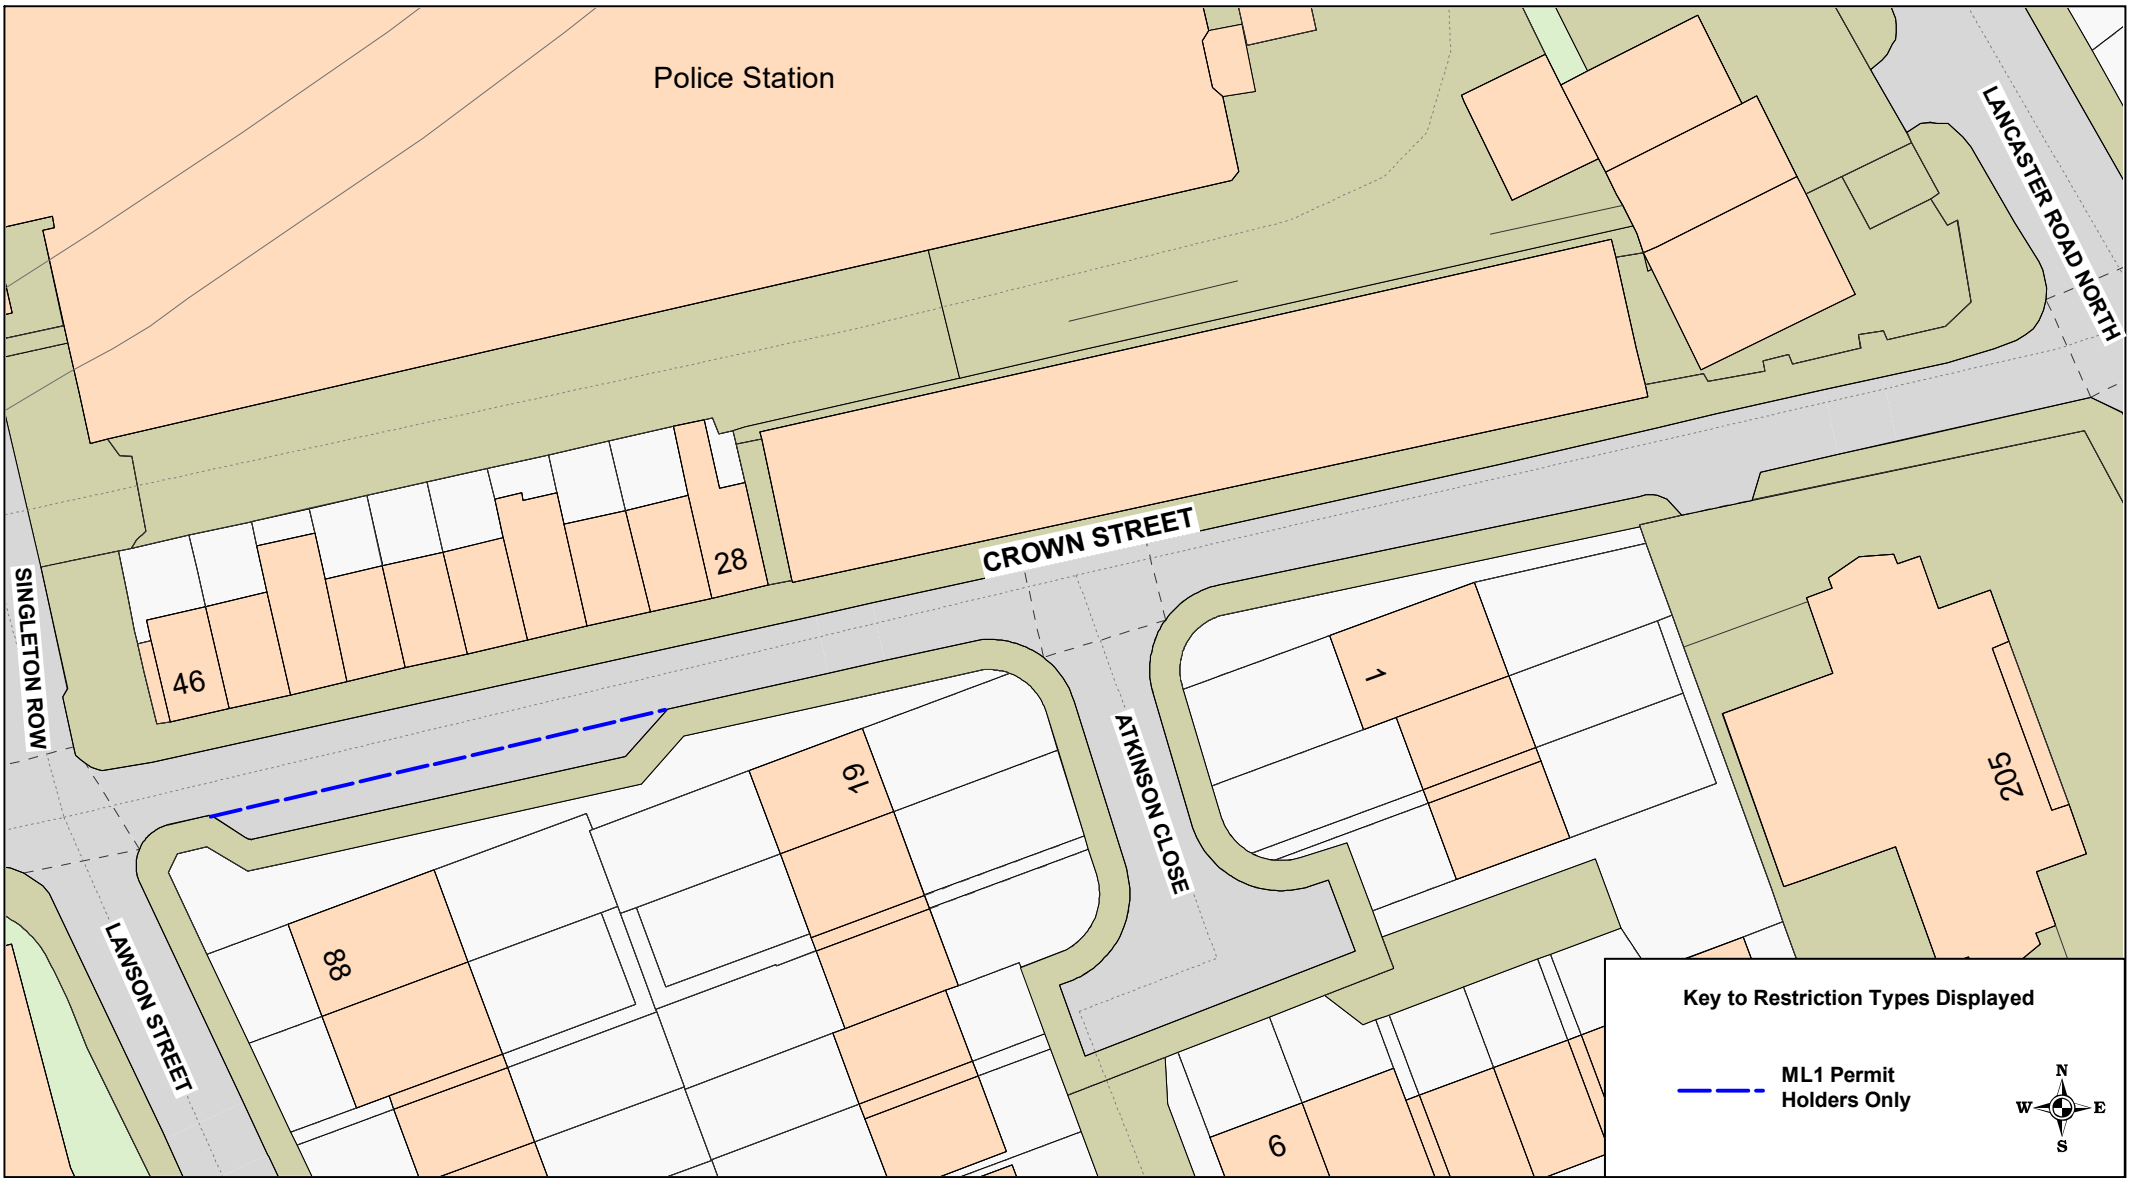 Police Station
LANCASTER ROAD NORTH
CROWN STREET
28
46
SINGLETON ROW
1
ATKINSON CLOSE
19
205
88
LAWSON STREET
9
Key to Restriction Types Displayed
ML1 Permit
Holders Only
N
W E
S